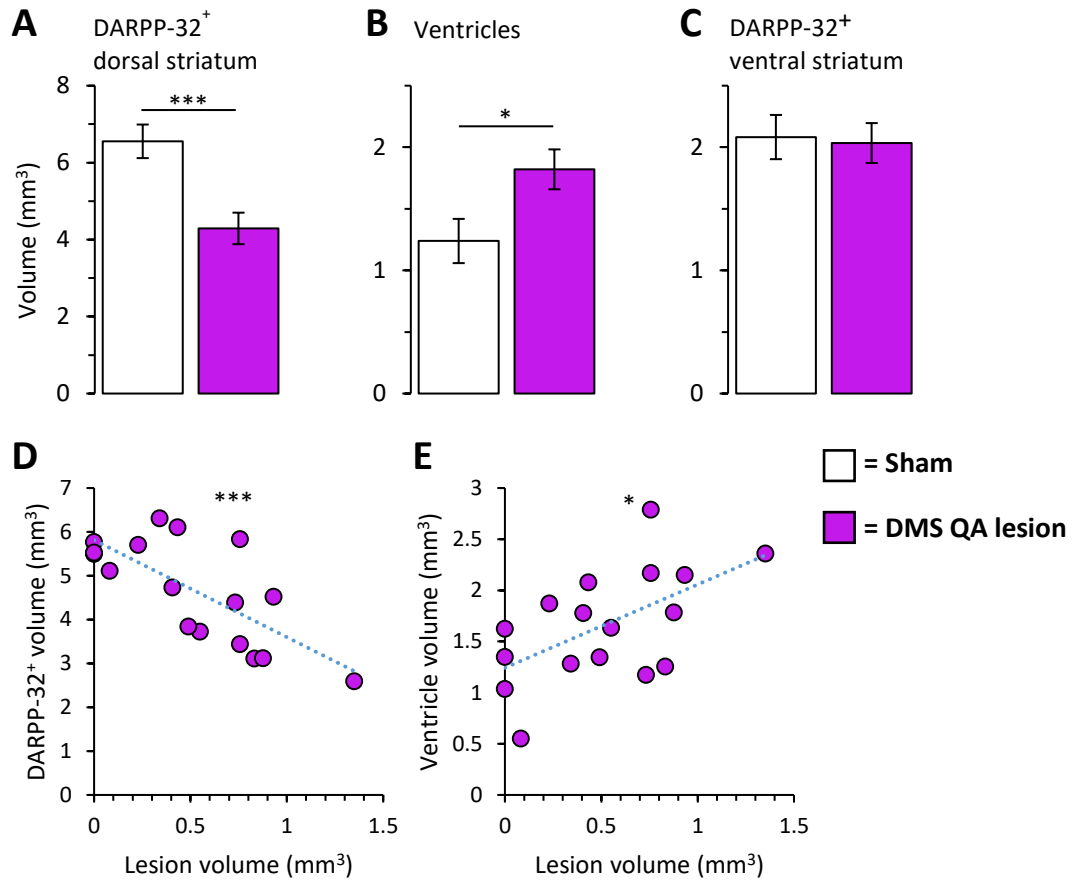 A
DARPP-32⁺
dorsal striatum
B
Ventricles
C
DARPP-32⁺
ventral striatum
Volume (mm³)
8
6
4
2
0
***
2
1
0
*
2
1
0
D
DARPP-32⁺ volume (mm³)
7
6
5
4
3
2
1
0
***
0
0.5
1
1.5
Lesion volume (mm³)
E
Ventricle volume (mm³)
3
2.5
2
1.5
1
0.5
0
*
0
0.5
1
1.5
Lesion volume (mm³)
= Sham
= DMS QA lesion